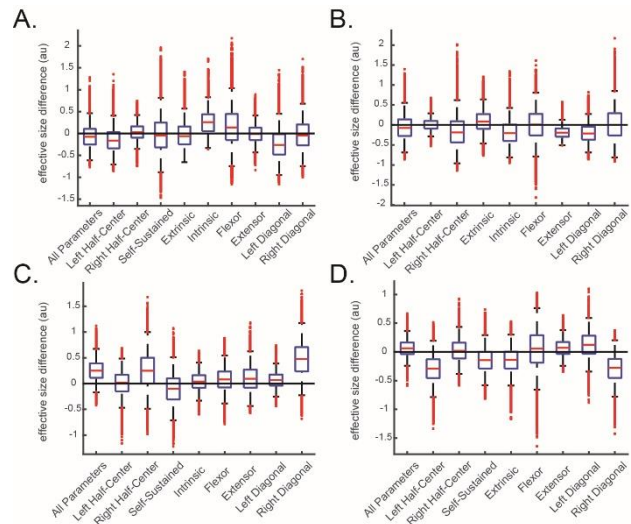 A.
effective size difference (au)
2
1.5
1
0.5
0
-0.5
-1
All Parameters
Left Half-Center
Right Half-Center
Self-Sustained
Extrinsic
Intrinsic
Flexor
Extensor
Left Diagonal
Right Diagonal
B.
effective size difference (au)
2
1.5
1
0.5
0
-0.5
-1
-1.5
-2
All Parameters
Left Half-Center
Right Half-Center
Extrinsic
Intrinsic
Flexor
Extensor
Left Diagonal
Right Diagonal
C.
effective size difference (au)
2
1.5
1
0.5
0
-0.5
-1
All Parameters
Left Half-Center
Right Half-Center
Self-Sustained
Intrinsic
Flexor
Extensor
Left Diagonal
Right Diagonal
D.
effective size difference (au)
1
0.5
0
-0.5
-1
-1.5
All Parameters
Left Half-Center
Right Half-Center
Self-Sustained
Extrinsic
Flexor
Extensor
Left Diagonal
Right Diagonal